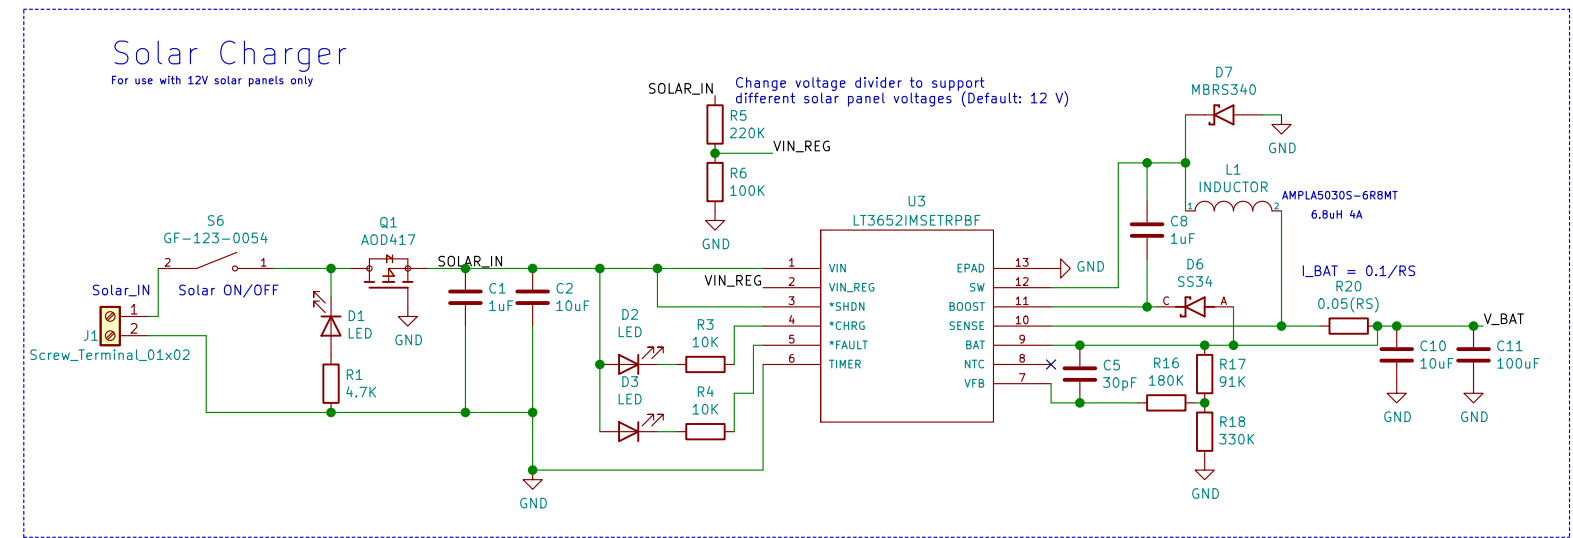 Solar Charger
For use with 12V solar panels only
SOLAR_IN
Change voltage divider to support
different solar panel voltages (Default: 12 V)
R5
220K
VIN_REG
R6
100K
GND
D7
MBRS340
GND
L1
INDUCTOR
1
2
AMPLA5030S-6R8MT
6.8uH 4A
C8
1uF
S6
GF-123-0054
2
1
Solar ON/OFF
Solar_IN
J1
1
2
Screw_Terminal_01x02
Q1
AOD417
GND
D1
LED
R1
4.7K
SOLAR_IN
C1
1uF
C2
10uF
GND
D2
LED
R3
10K
D3
LED
R4
10K
VIN_REG
U3
LT3652IMSETRPBF
1
VIN
2
VIN_REG
3
*SHDN
4
*CHRG
5
*FAULT
6
TIMER
EPAD
13
GND
SW
12
BOOST
11
SENSE
10
BAT
9
NTC
8
VFB
7
D6
SS34
C
A
I_BAT = 0.1/RS
R20
0.05(RS)
V_BAT
C5
30pF
R16
180K
R17
91K
R18
330K
GND
C10
10uF
GND
C11
100uF
GND